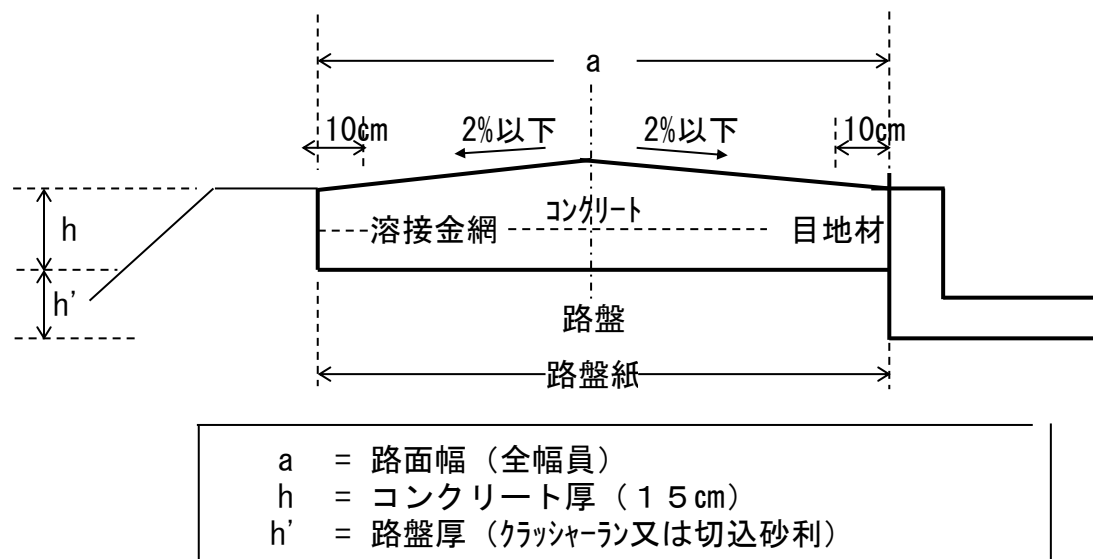 a
10㎝ 2%以下 2%以下 10㎝
h 溶接金網 ｺﾝｸﾘｰﾄ 目地材
h' 路盤
路盤紙
a = 路面幅（全幅員）
h = コンクリート厚（１５㎝）
h' = 路盤厚（ｸﾗｯｼｬｰﾗﾝ又は切込砂利）